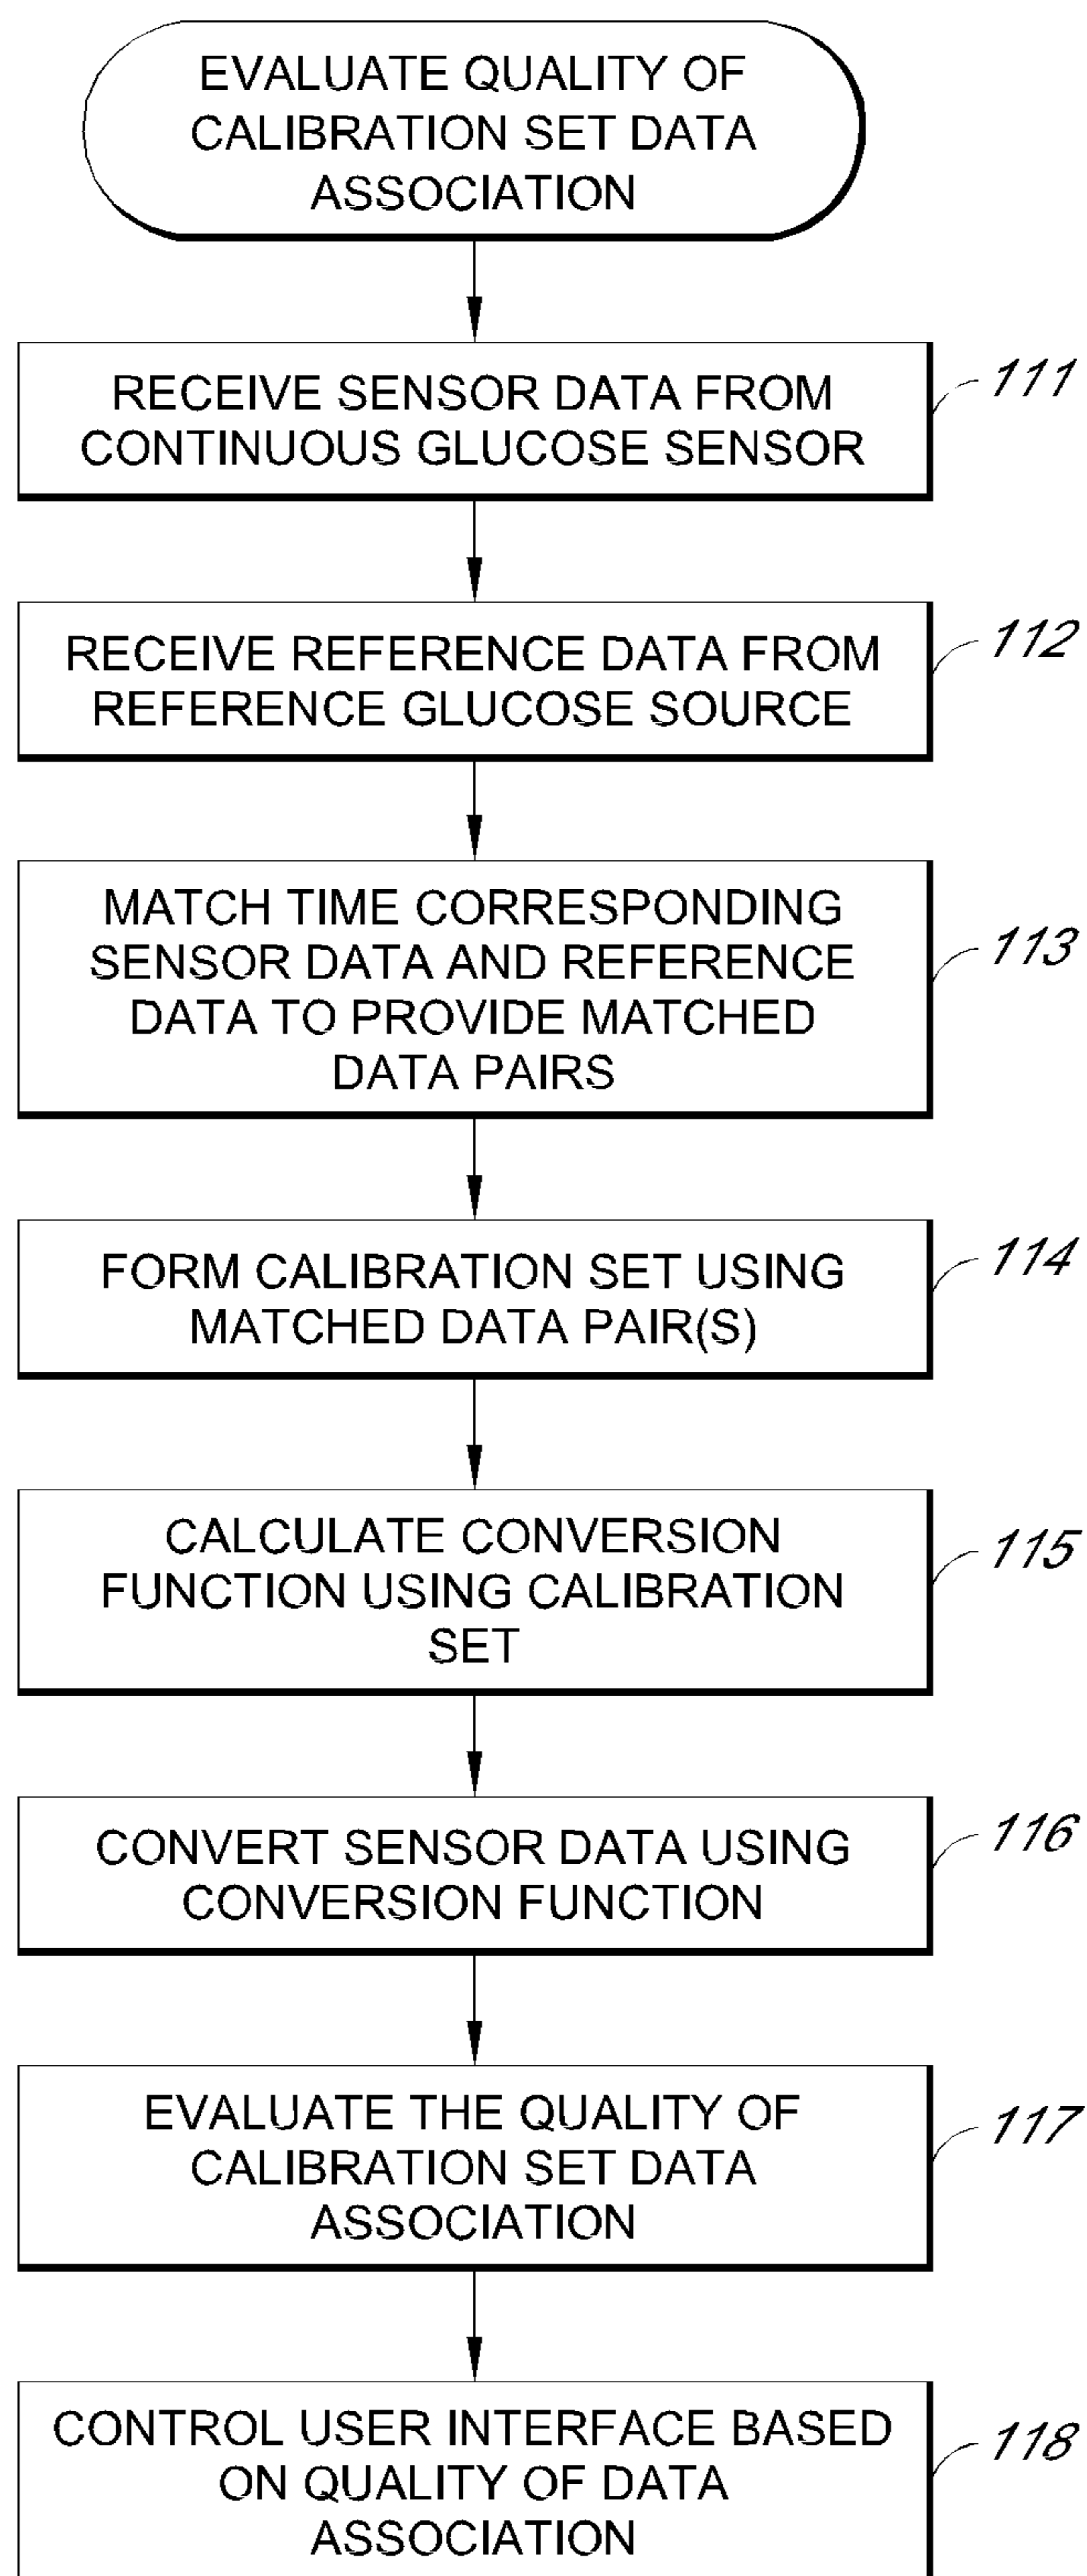 EVALUATE QUALITY OF
CALIBRATION SET DATA
ASSOCIATION
RECEIVE SENSOR DATA FROM
CONTINUOUS GLUCOSE SENSOR
111
RECEIVE REFERENCE DATA FROM
REFERENCE GLUCOSE SOURCE
112
MATCH TIME CORRESPONDING
SENSOR DATA AND REFERENCE
DATA TO PROVIDE MATCHED
DATA PAIRS
113
FORM CALIBRATION SET USING
MATCHED DATA PAIR(S)
114
CALCULATE CONVERSION
FUNCTION USING CALIBRATION
SET
115
CONVERT SENSOR DATA USING
CONVERSION FUNCTION
116
EVALUATE THE QUALITY OF
CALIBRATION SET DATA
ASSOCIATION
117
CONTROL USER INTERFACE BASED
ON QUALITY OF DATA
ASSOCIATION
118